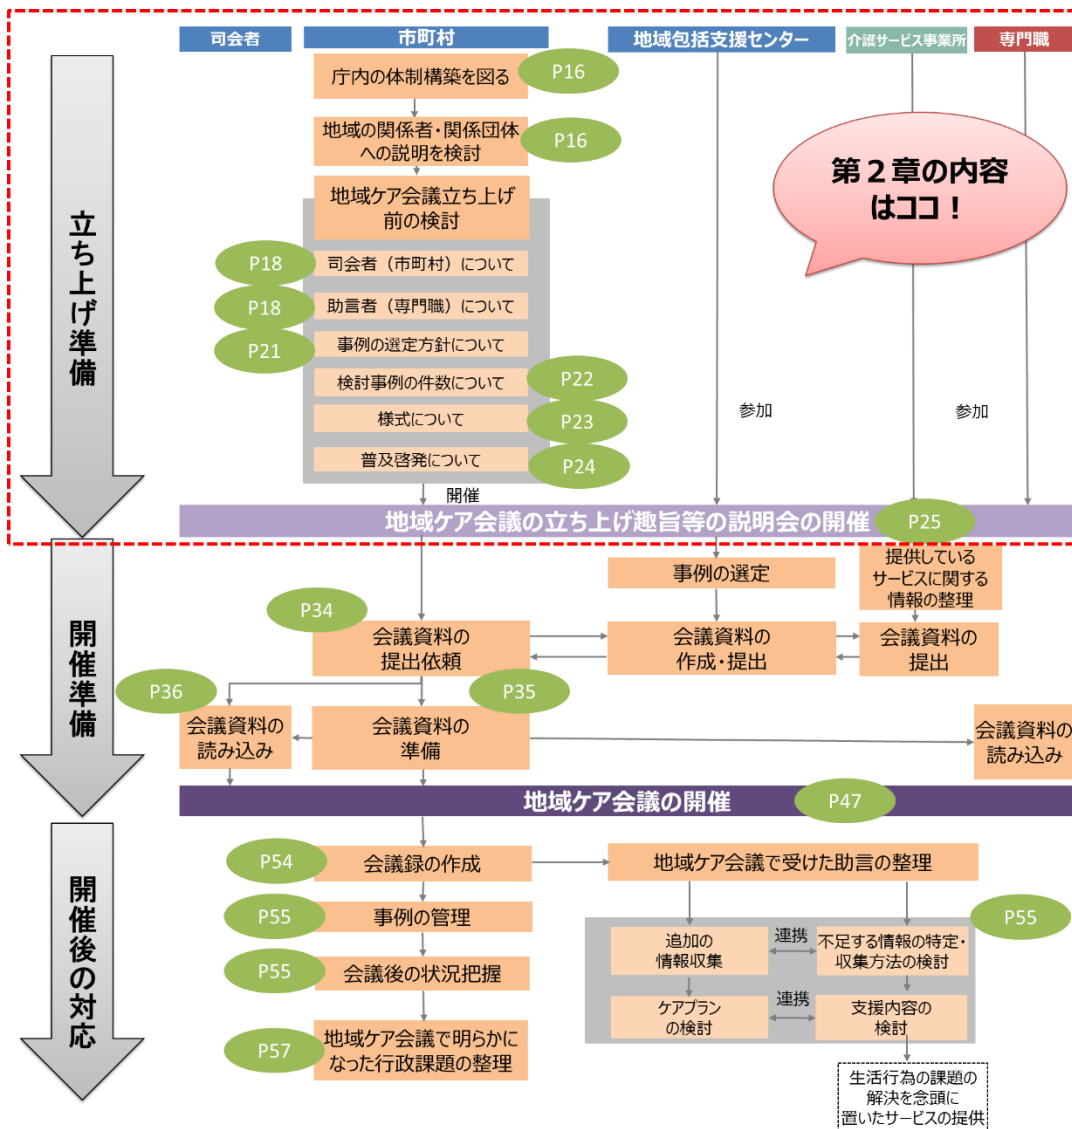 司会者
市町村
地域包括支援センター
介護サービス事業所
専門職
立ち上げ準備
庁内の体制構築を図る
P16
地域の関係者・関係団体
への説明を検討
P16
第２章の内容
はココ！
地域ケア会議立ち上げ
前の検討
P18
司会者（市町村）について
P18
助言者（専門職）について
P21
事例の選定方針について
検討事例の件数について
P22
様式について
P23
普及啓発について
P24
参加
参加
開催
地域ケア会議の立ち上げ趣旨等の説明会の開催
P25
開催準備
事例の選定
提供している
サービスに関する
情報の整理
P34
会議資料の
提出依頼
会議資料の
作成・提出
会議資料の
提出
P36
P35
会議資料の
読み込み
会議資料の
準備
会議資料の
読み込み
地域ケア会議の開催
P47
開催後の対応
P54
会議録の作成
地域ケア会議で受けた助言の整理
P55
事例の管理
P55
追加の
情報収集
連携
不足する情報の特定・
収集方法の検討
P55
会議後の状況把握
ケアプラン
の検討
連携
支援内容の
検討
P57
地域ケア会議で明らかに
なった行政課題の整理
生活行為の課題の
解決を念頭に
置いたサービスの提供